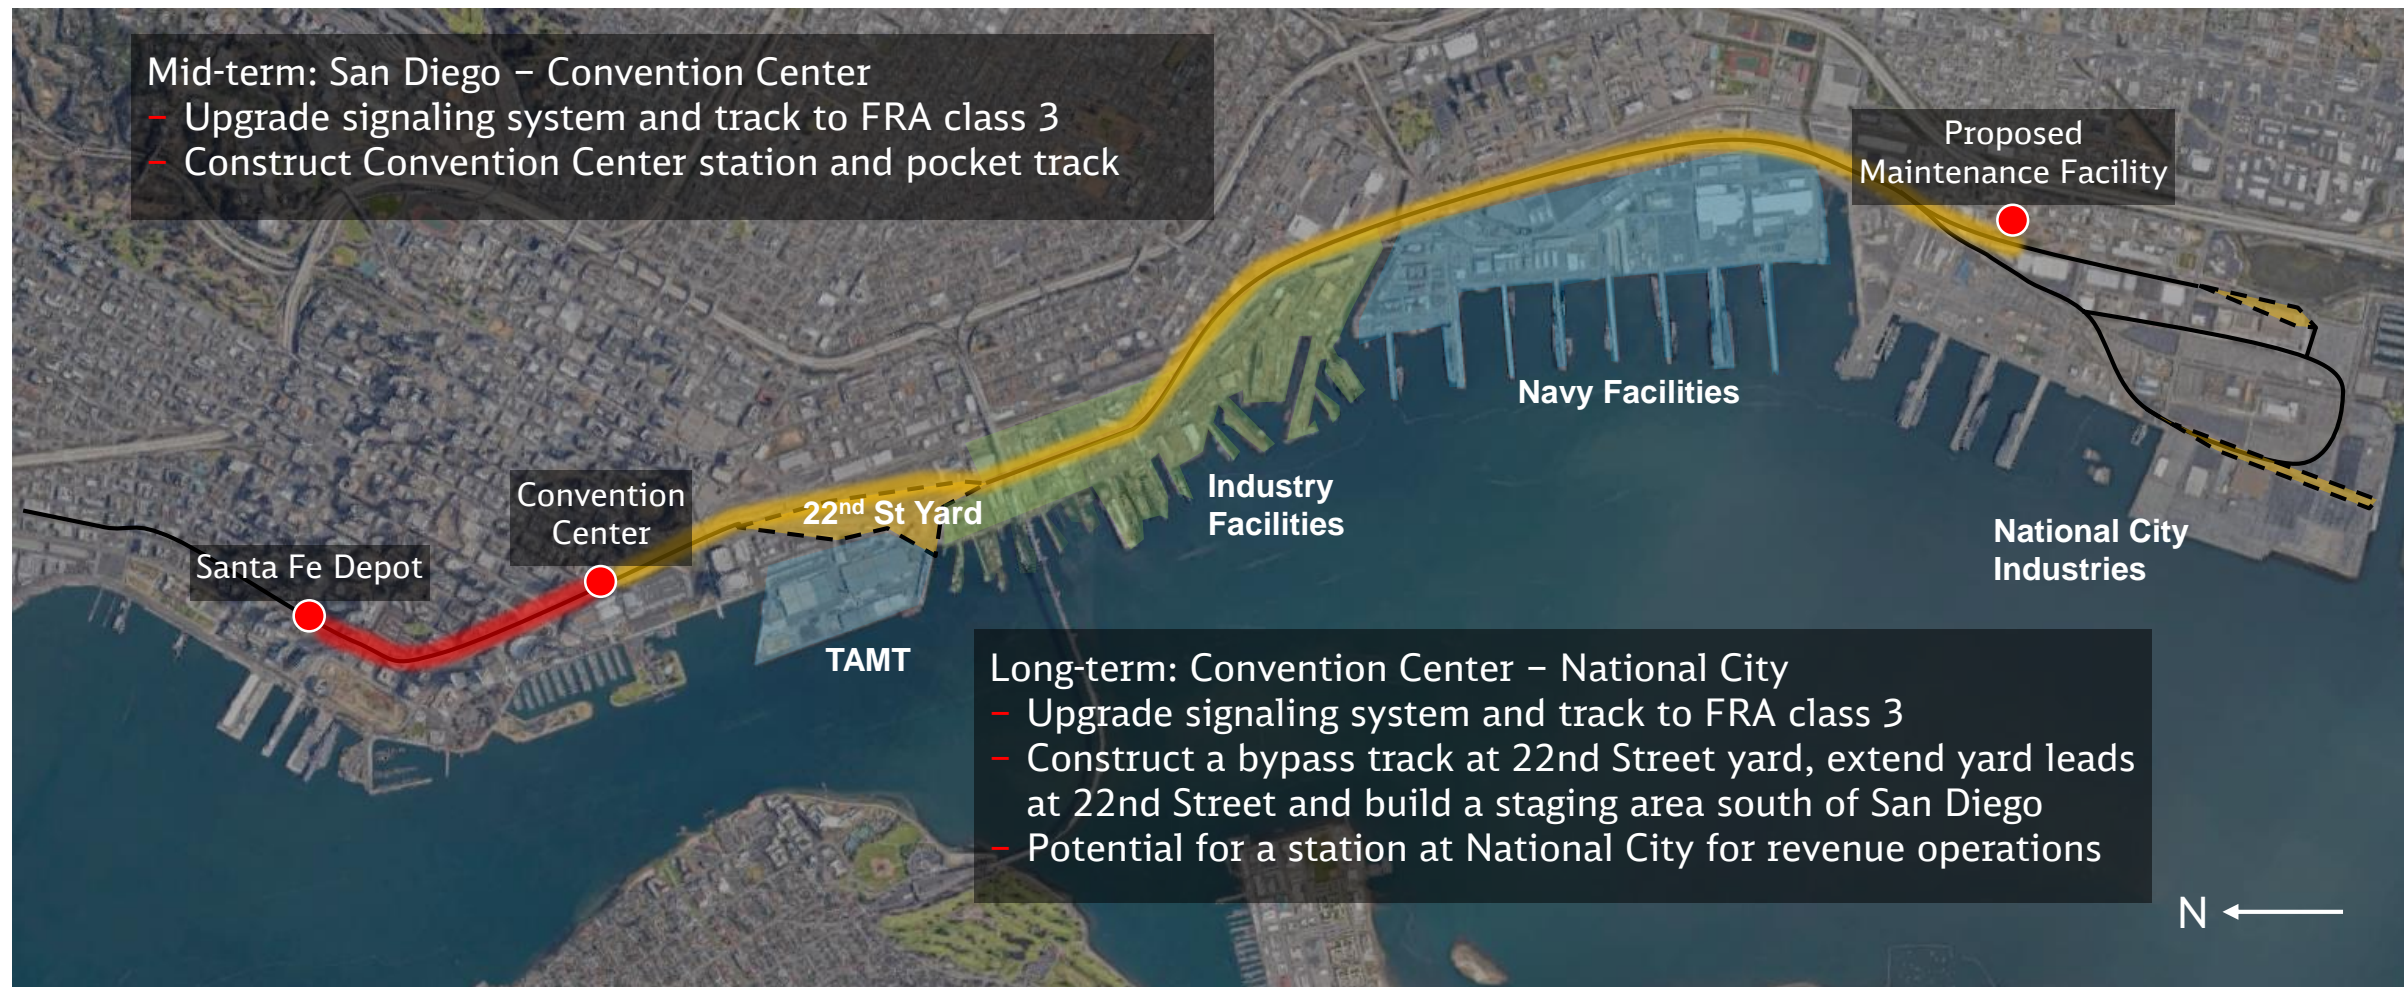 Mid-term: San Diego – Convention Center
– Upgrade signaling system and track to FRA class 3
– Construct Convention Center station and pocket track
Proposed
Maintenance Facility
Navy Facilities
Convention
Center
22nd St Yard
Industry
Facilities
National City
Industries
Santa Fe Depot
TAMT
Long-term: Convention Center – National City
– Upgrade signaling system and track to FRA class 3
– Construct a bypass track at 22nd Street yard, extend yard leads
at 22nd Street and build a staging area south of San Diego
– Potential for a station at National City for revenue operations
N